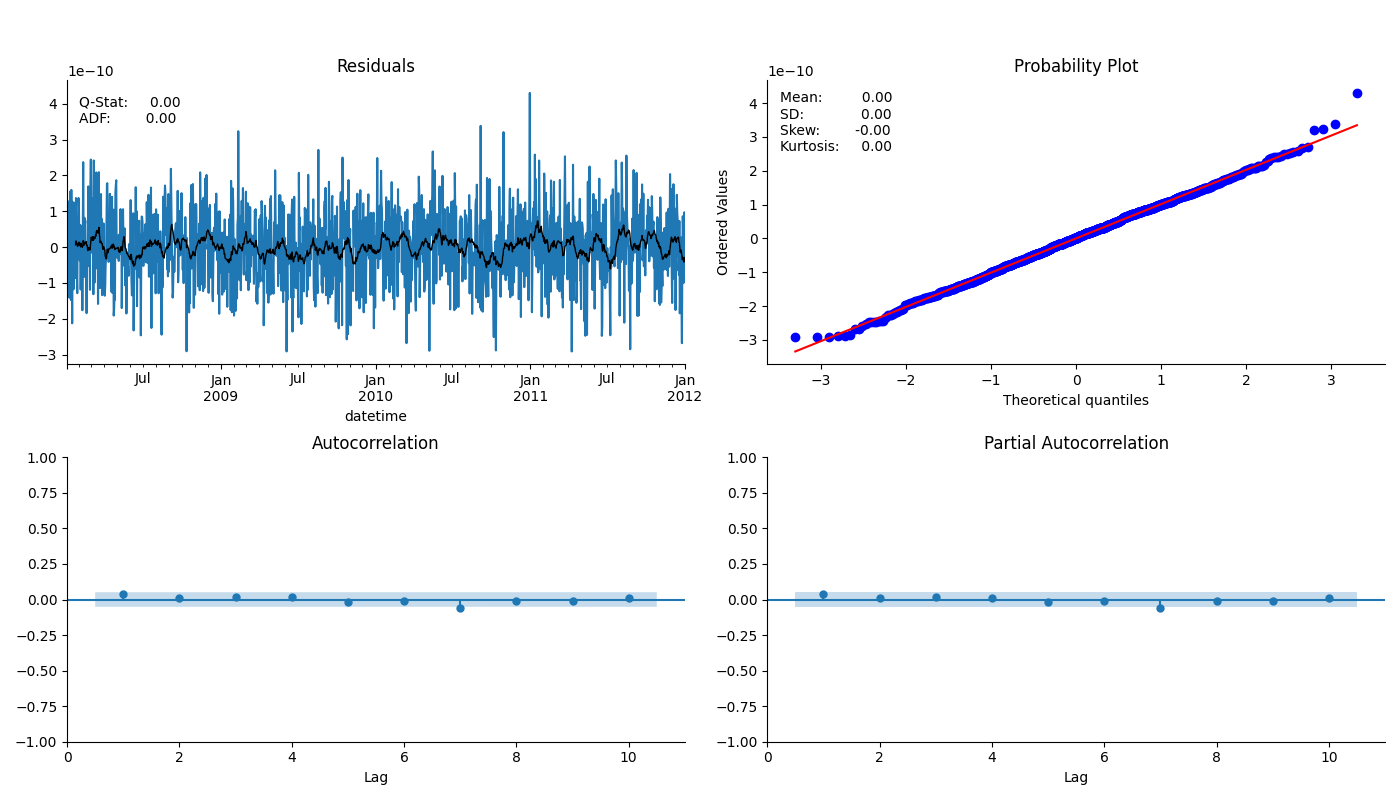 Residuals
1e−10
Q-Stat: 0.00
ADF: 0.00
4
3
2
1
0
−1
−2
−3
Jul Jan Jul Jan Jul Jan Jul Jan
2009 2010 2011 2012
datetime
Probability Plot
1e−10
Mean: 0.00
SD: 0.00
Skew: -0.00
Kurtosis: 0.00
Ordered Values
4
3
2
1
0
−1
−2
−3
−3 −2 −1 0 1 2 3
Theoretical quantiles
Autocorrelation
1.00
0.75
0.50
0.25
0.00
−0.25
−0.50
−0.75
−1.00
0 2 4 6 8 10
Lag
Partial Autocorrelation
1.00
0.75
0.50
0.25
0.00
−0.25
−0.50
−0.75
−1.00
0 2 4 6 8 10
Lag